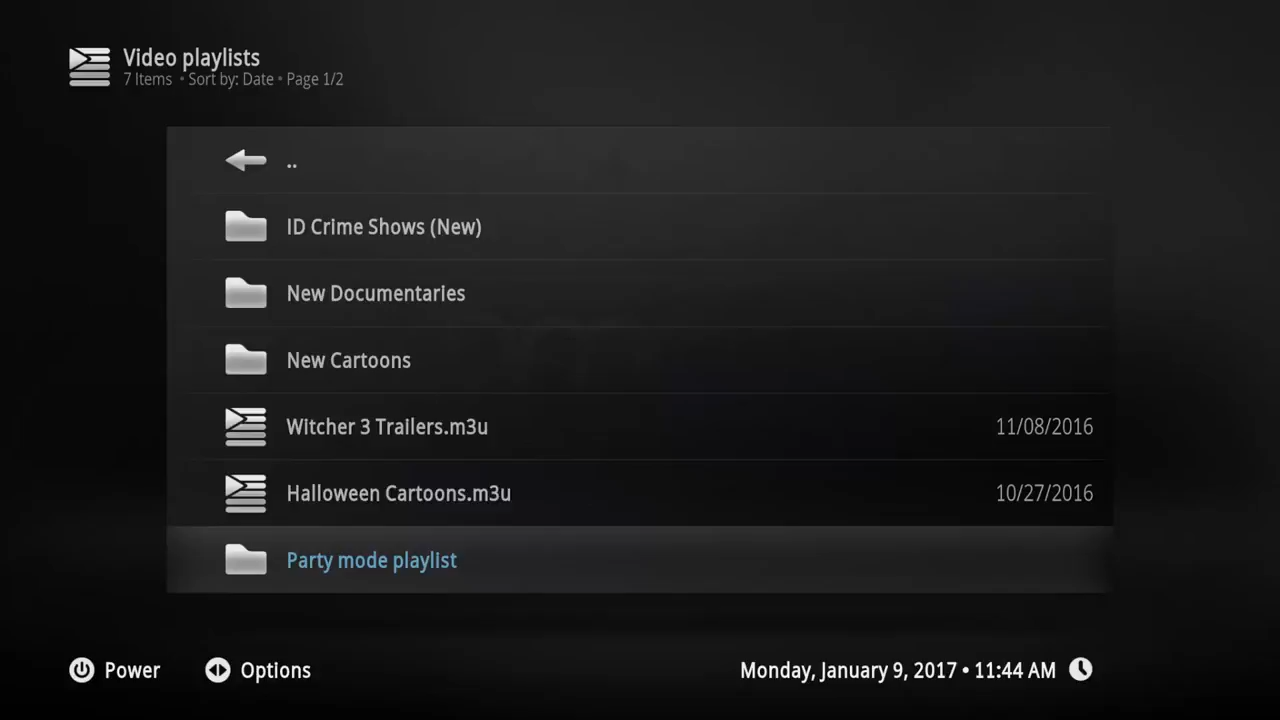 Video playlists
7 Items • Sort by: Date • Page 1/2
..
ID Crime Shows (New)
New Documentaries
New Cartoons
Witcher 3 Trailers.m3u 11/08/2016
Halloween Cartoons.m3u 10/27/2016
Party mode playlist
Power Options Monday, January 9, 2017 • 11:44 AM